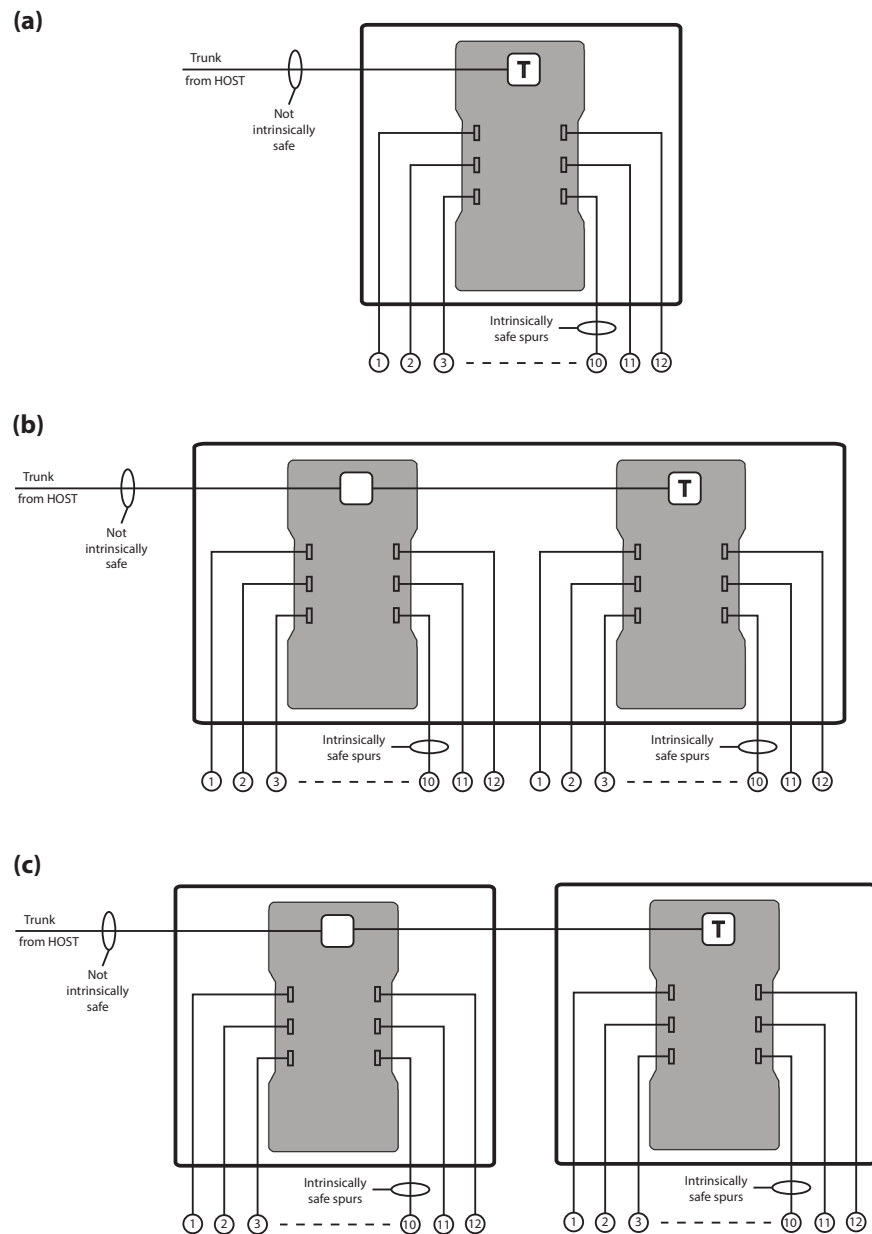 (a)
Trunk
from HOST
Not
intrinsically
safe
T
Intrinsically
safe spurs
1 2 3 10 11 12
(b)
Trunk
from HOST
Not
intrinsically
safe
T
Intrinsically
safe spurs
Intrinsically
safe spurs
1 2 3 10 11 12 1 2 3 10 11 12
(c)
Trunk
from HOST
Not
intrinsically
safe
T
Intrinsically
safe spurs
Intrinsically
safe spurs
1 2 3 10 11 12 1 2 3 10 11 12